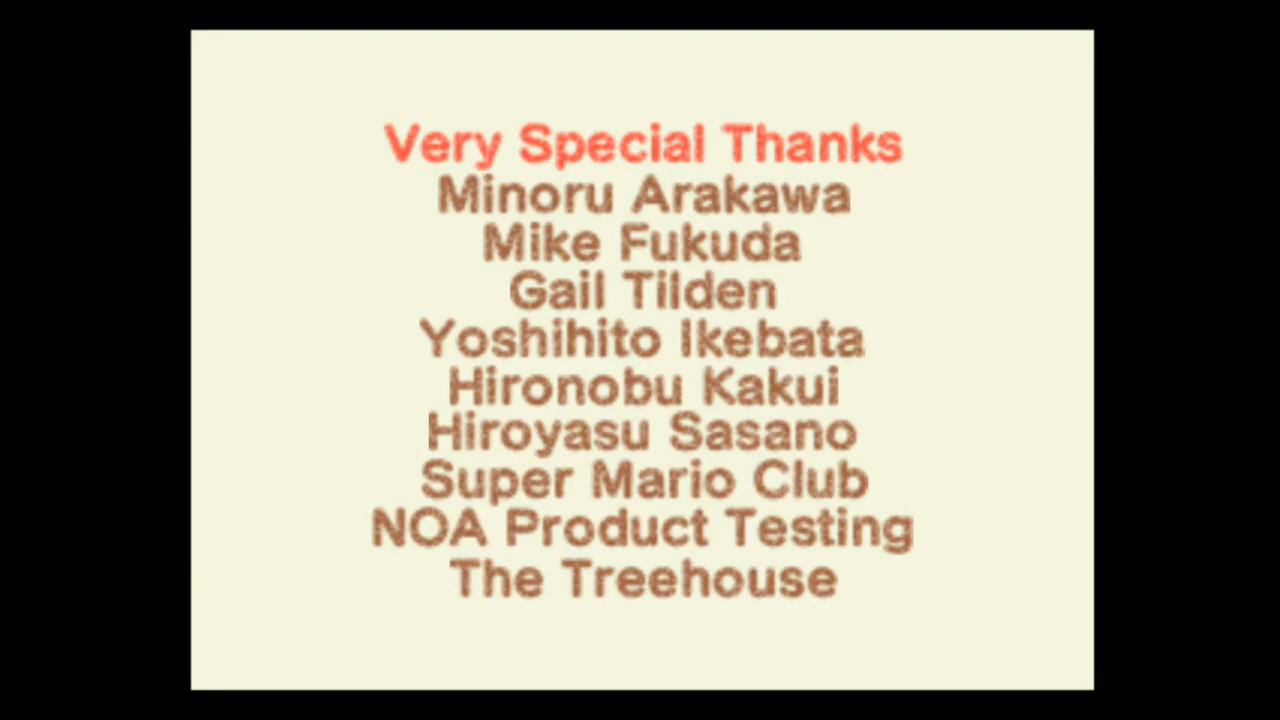 Very Special Thanks
Minoru Arakawa
Mike Fukuda
Gail Tilden
Yoshihito Ikebata
Hironobu Kakui
Hiroyasu Sasano
Super Mario Club
NOA Product Testing
The Treehouse